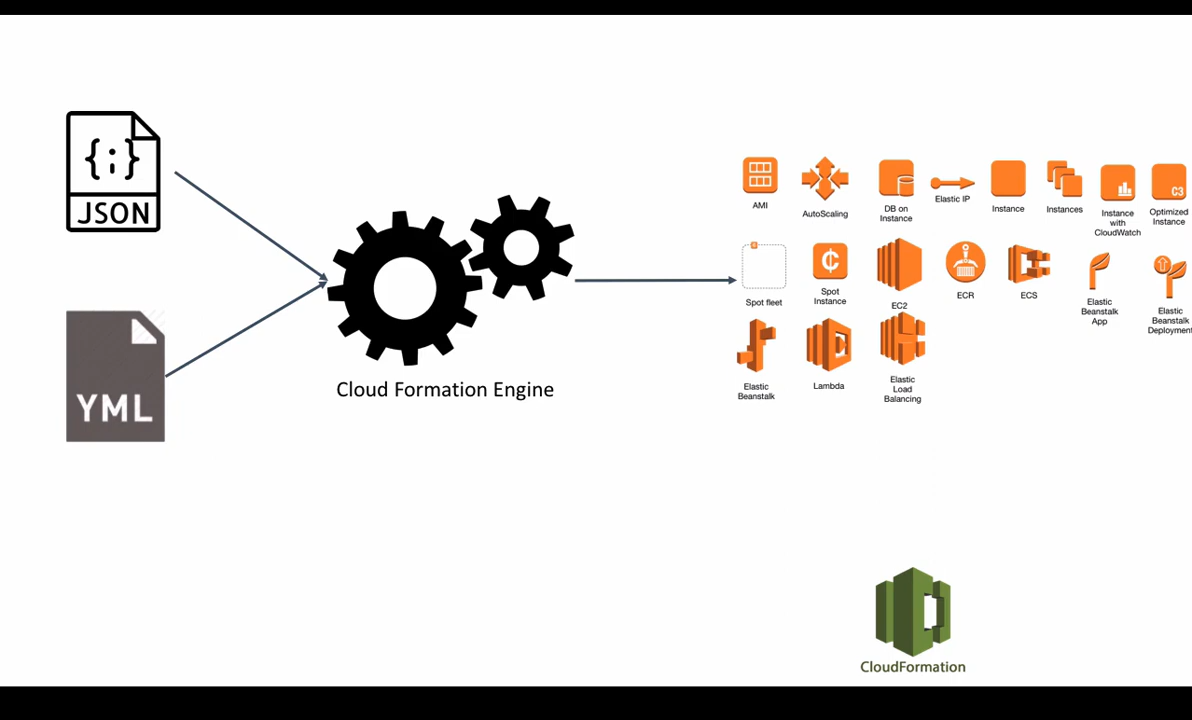 {;}
JSON
YML
Cloud Formation Engine
AMI
AutoScaling
DB on
Instance
Elastic IP
Instance
Instances
Instance
with
CloudWatch
C3
Optimized
Instance
Spot fleet
¢
Spot
Instance
EC2
ECR
ECS
Elastic
Beanstalk
App
Elastic
Beanstalk
Deployment
Elastic
Beanstalk
Lambda
Elastic
Load
Balancing
CloudFormation